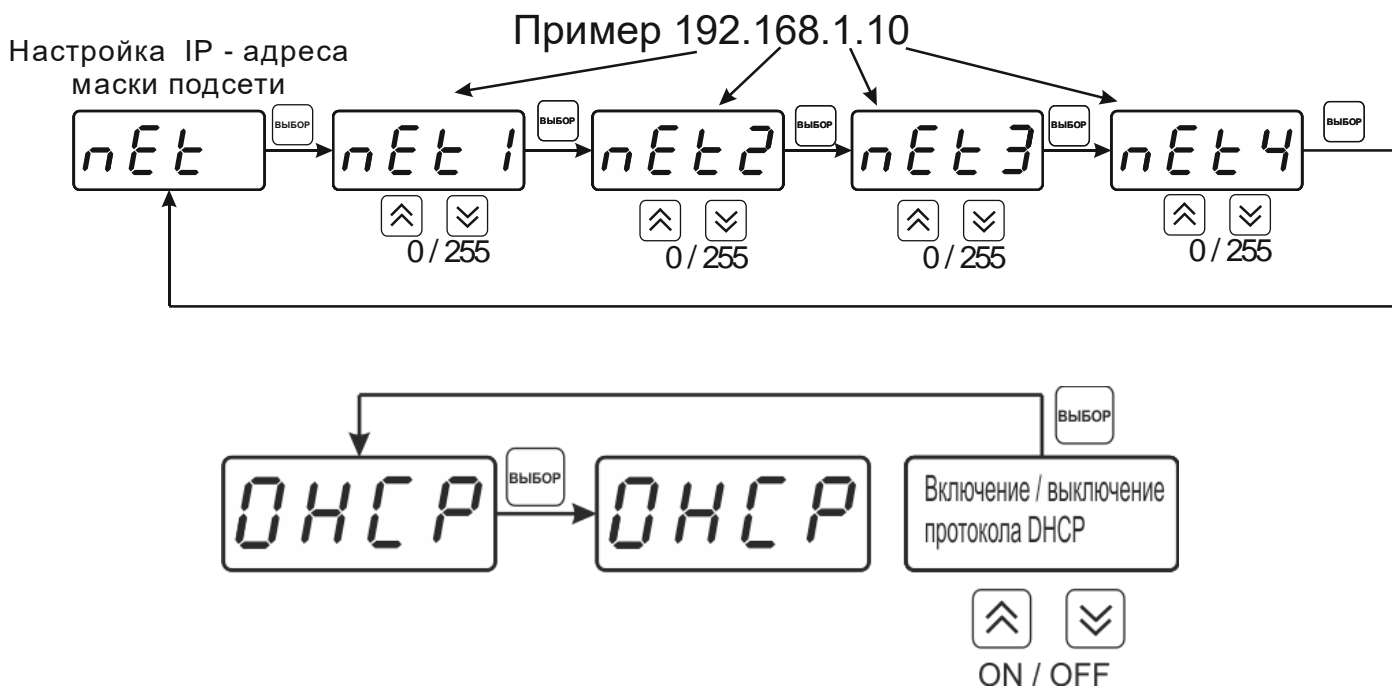 Пример 192.168.1.10
Настройка IP - адреса
маски подсети
ВЫБОР ВЫБОР ВЫБОР ВЫБОР ВЫБОР
nEt nEt 1 nEt2 nEt3 nEt4
0 / 255 0 / 255 0 / 255 0 / 255
ВЫБОР
ВЫБОР
DHCP DHCP Включение / выключение
протокола DHCP
ON / OFF